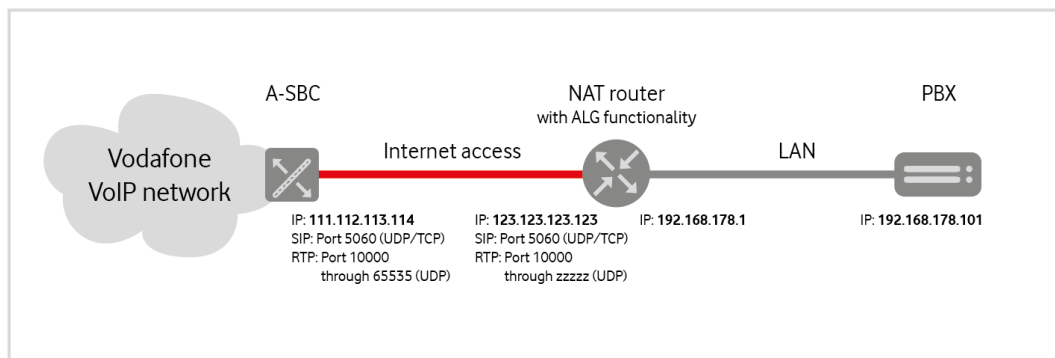 A-SBC
NAT router
with ALG functionality
PBX
Vodafone
VoIP network
Internet access
LAN
IP: 111.112.113.114
SIP: Port 5060 (UDP/TCP)
RTP: Port 10000
through 65535 (UDP)
IP: 123.123.123.123
SIP: Port 5060 (UDP/TCP)
RTP: Port 10000
through zzzzz (UDP)
IP: 192.168.178.1
IP: 192.168.178.101